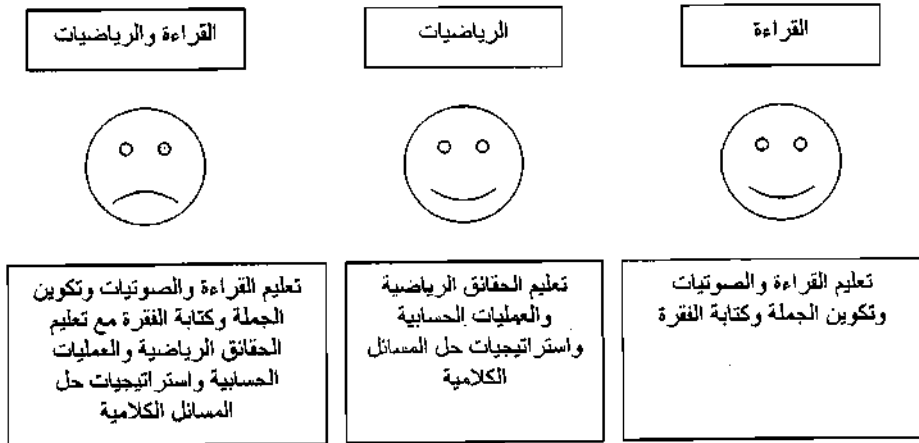 القراءة
الرياضيات
القراءة والرياضيات
تعليم القراءة والصوتيات
وتكوين الجملة وكتابة الفقرة
تعليم الحقائق الرياضية
والعمليات الحسابية
واستراتيجيات حل المسائل
الكلامية
تعليم القراءة والصوتيات وتكوين
الجملة وكتابة الفقرة مع تعليم
الحقائق الرياضية والعمليات
الحسابية واستراتيجيات حل
المسائل الكلامية